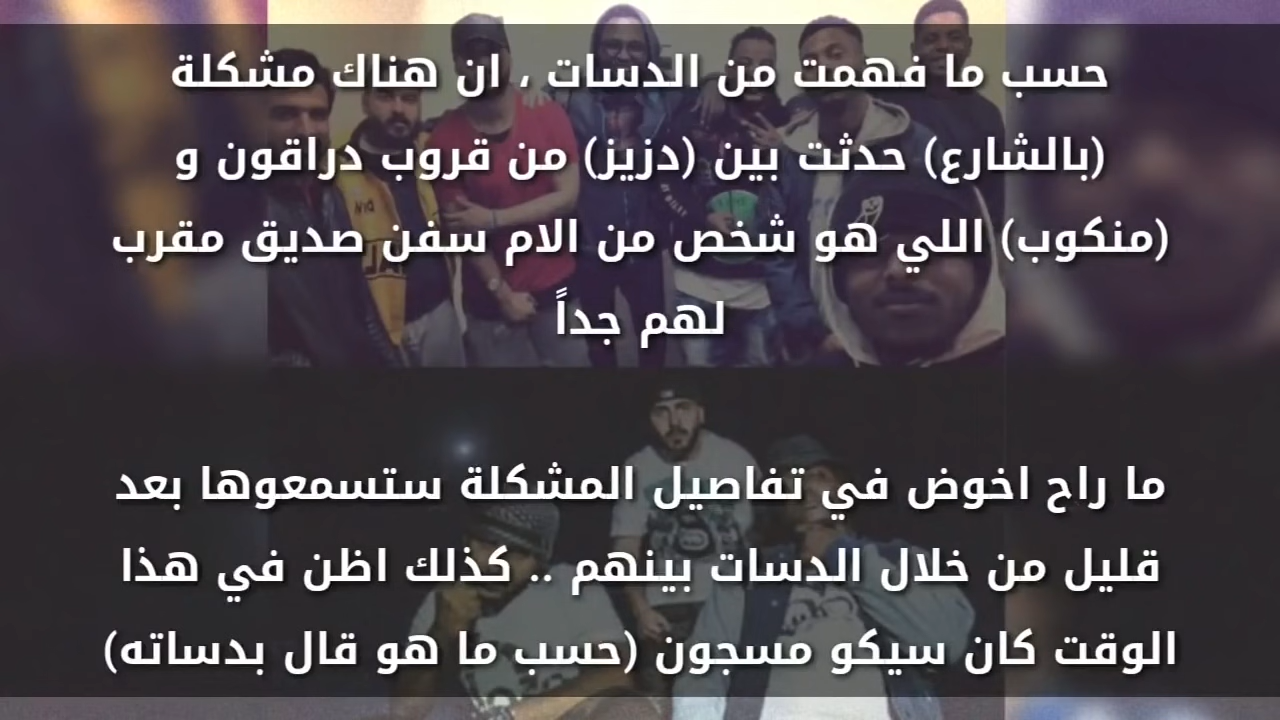 حسب ما فهمت من الدسات ، ان هناك مشكلة
(بالشارع) حدثت بين (دزيز) من قروب دراقون و
(منكوب) اللي هو شخص من الام سفن صديق مقرب
لهم جداً
ما راح اخوض في تفاصيل المشكلة ستسمعوها بعد
قليل من خلال الدسات بينهم .. كذلك اظن في هذا
الوقت كان سيكو مسجون (حسب ما هو قال بدساته)